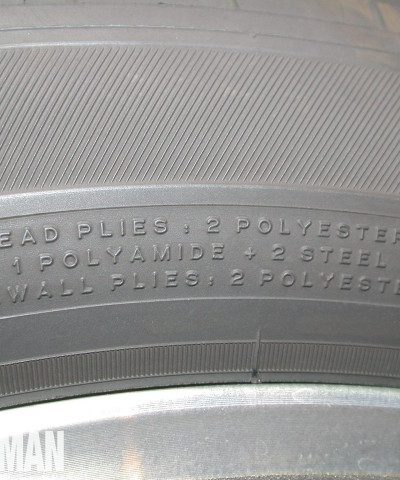 EAD PLIES : 2 POLYESTER
1 POLYAMIDE + 2 STEEL
WALL PLIES: 2 POLYESTE
MAN